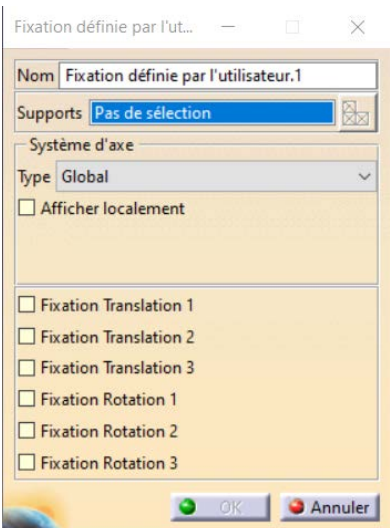 Fixation définie par l'ut...
Nom Fixation définie par l'utilisateur.1
Supports Pas de sélection
Système d'axe
Type Global
Afficher localement
Fixation Translation 1
Fixation Translation 2
Fixation Translation 3
Fixation Rotation 1
Fixation Rotation 2
Fixation Rotation 3
OK Annuler